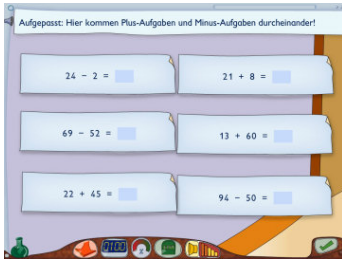 Aufgepasst: Hier kommen Plus-Aufgaben und Minus-Aufgaben durcheinander!
24 - 2 =
21 + 8 =
69 - 52 =
13 + 60 =
22 + 45 =
94 - 50 =